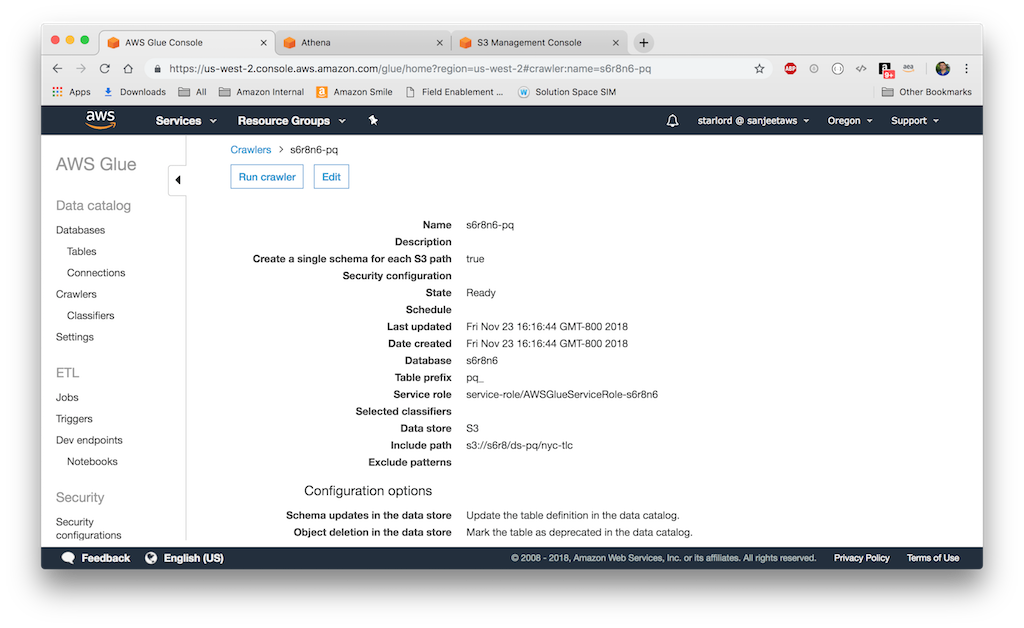 AWS Glue Console
Athena
S3 Management Console
https://us-west-2.console.aws.amazon.com/glue/home?region=us-west-2#crawler:name=s6r8n6-pq
ABP
a
9+
aea
Apps
Downloads
All
Amazon Internal
a
Amazon Smile
Field Enablement ...
W
Solution Space SIM
Other Bookmarks
aws
Services
Resource Groups
starlord @ sanjeetaws
Oregon
Support
AWS Glue
Data catalog
Databases
Tables
Connections
Crawlers
Classifiers
Settings
ETL
Jobs
Triggers
Dev endpoints
Notebooks
Security
Security
configurations
Crawlers > s6r8n6-pq
Run crawler
Edit
Name s6r8n6-pq
Description
Create a single schema for each S3 path true
Security configuration
State Ready
Schedule
Last updated Fri Nov 23 16:16:44 GMT-800 2018
Date created Fri Nov 23 16:16:44 GMT-800 2018
Database s6r8n6
Table prefix pq_
Service role service-role/AWSGlueServiceRole-s6r8n6
Selected classifiers
Data store S3
Include path s3://s6r8/ds-pq/nyc-tlc
Exclude patterns
Configuration options
Schema updates in the data store Update the table definition in the data catalog.
Object deletion in the data store Mark the table as deprecated in the data catalog.
Feedback
English (US)
© 2008 - 2018, Amazon Web Services, Inc. or its affiliates. All rights reserved.
Privacy Policy
Terms of Use